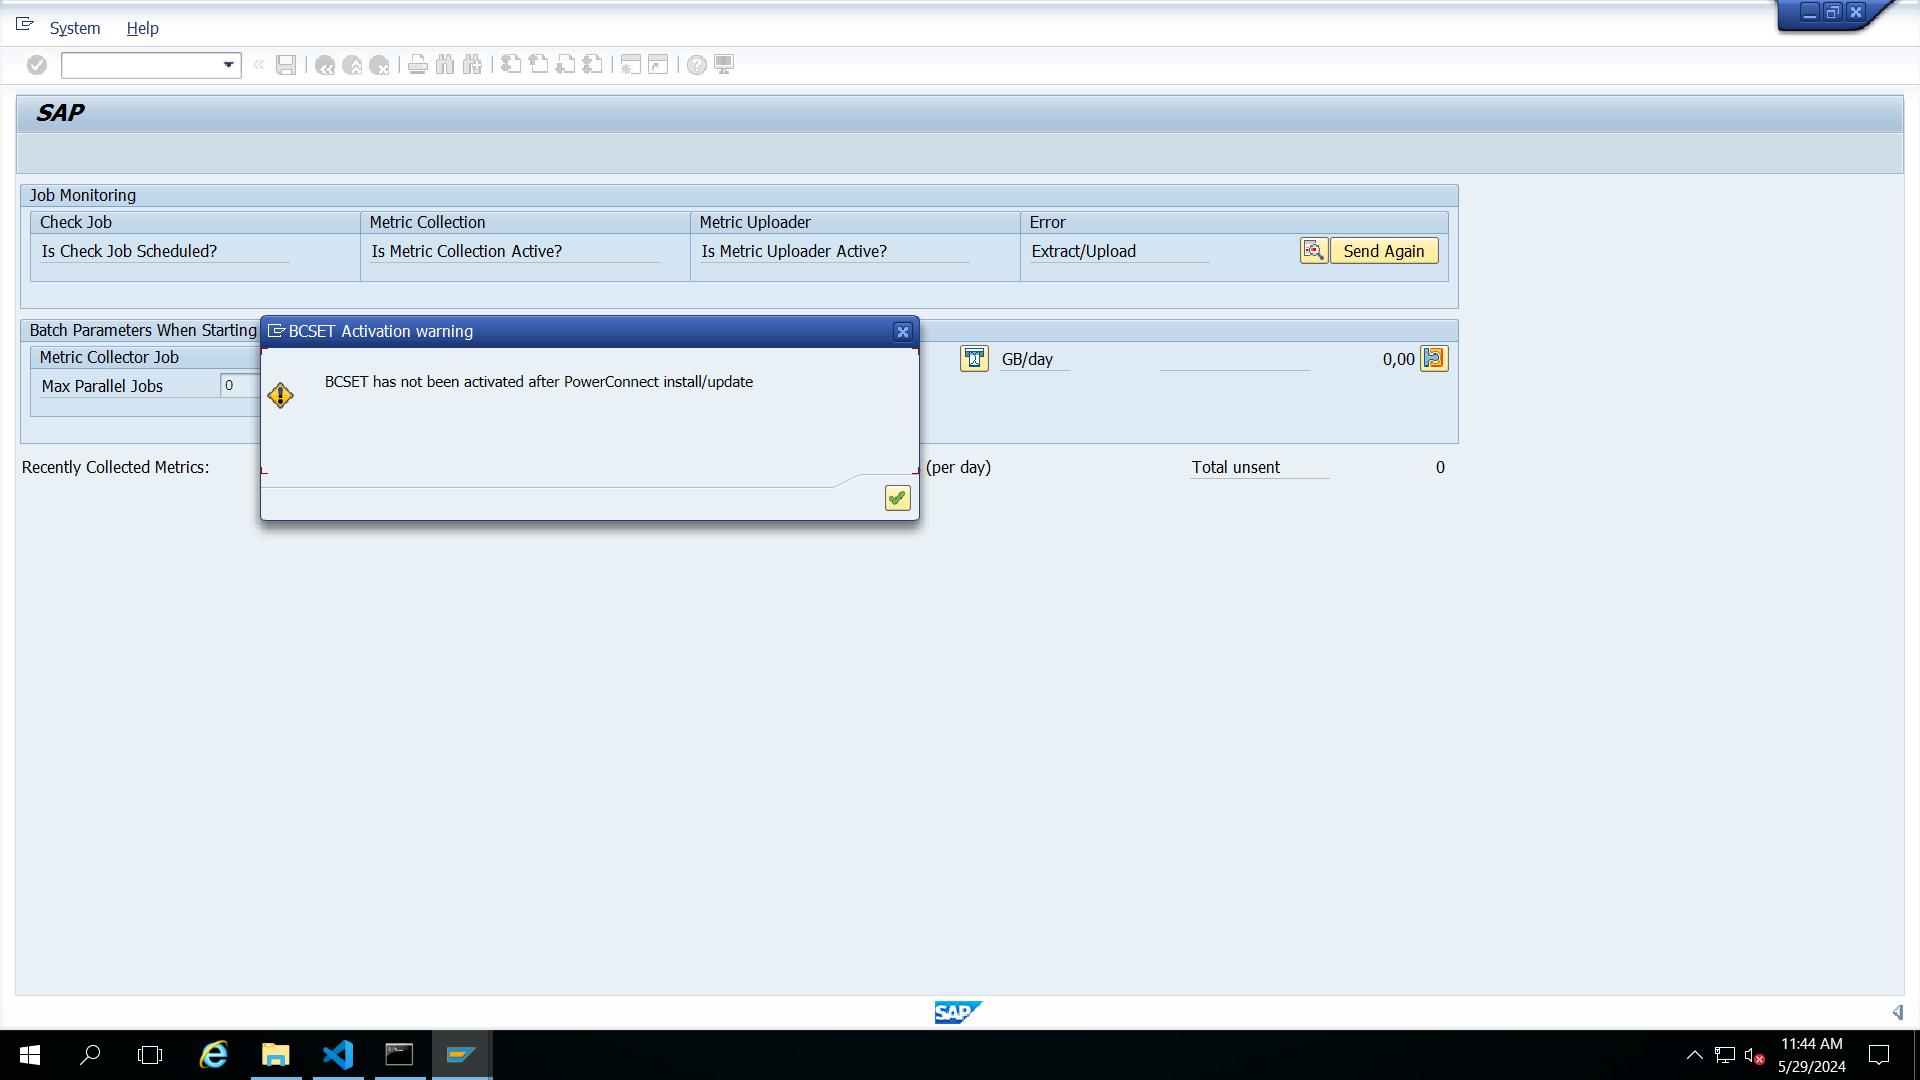 System Help
SAP
Job Monitoring
Check Job Metric Collection Metric Uploader Error
Is Check Job Scheduled? Is Metric Collection Active? Is Metric Uploader Active? Extract/Upload Send Again
Batch Parameters When Starting
BCSET Activation warning
Metric Collector Job
GB/day 0,00
Max Parallel Jobs 0
BCSET has not been activated after PowerConnect install/update
Recently Collected Metrics: (per day) Total unsent 0
SAP
11:44 AM
5/29/2024